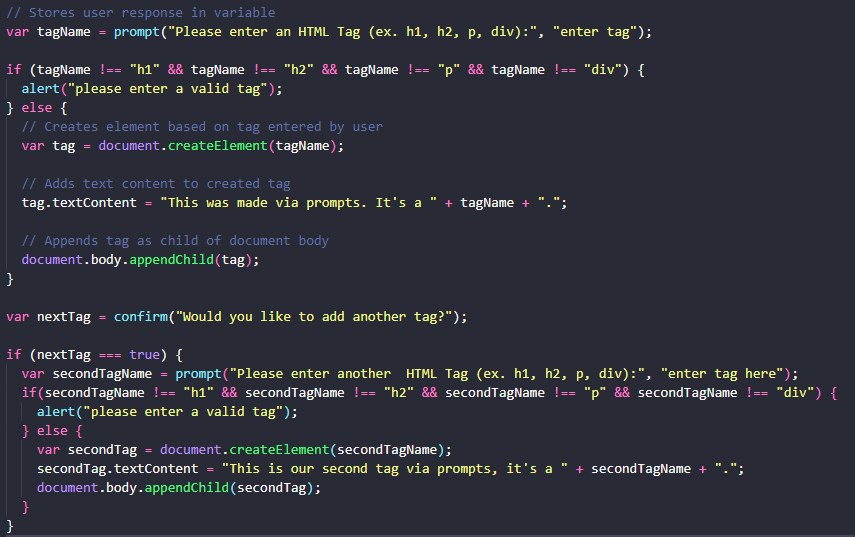 // Stores user response in variable
var tagName = prompt("Please enter an HTML Tag (ex. h1, h2, p, div):", "enter tag");

if (tagName !== "h1" && tagName !== "h2" && tagName !== "p" && tagName !== "div") {
  alert("please enter a valid tag");
} else {
  // Creates element based on tag entered by user
  var tag = document.createElement(tagName);

  // Adds text content to created tag
  tag.textContent = "This was made via prompts. It's a " + tagName + ".";

  // Appends tag as child of document body
  document.body.appendChild(tag);
}

var nextTag = confirm("Would you like to add another tag?");

if (nextTag === true) {
  var secondTagName = prompt("Please enter another  HTML Tag (ex. h1, h2, p, div):", "enter tag here");
  if(secondTagName !== "h1" && secondTagName !== "h2" && secondTagName !== "p" && secondTagName !== "div") {
    alert("please enter a valid tag");
  } else {
    var secondTag = document.createElement(secondTagName);
    secondTag.textContent = "This is our second tag via prompts, it's a " + secondTagName + ".";
    document.body.appendChild(secondTag);
  }
}